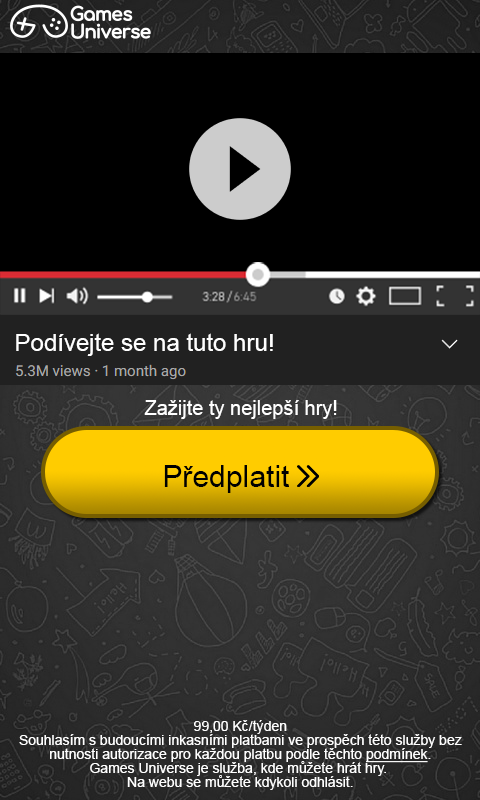 Games
Universe
3:28 / 6:45
Podívejte se na tuto hru!
5.3M views · 1 month ago
Zažijte ty nejlepší hry!
Předplatit
99,00 Kč/týden
Souhlasím s budoucími inkasními platbami ve prospěch této služby bez
nutnosti autorizace pro každou platbu podle těchto podmínek.
Games Universe je služba, kde můžete hrát hry.
Na webu se můžete kdykoli odhlásit.